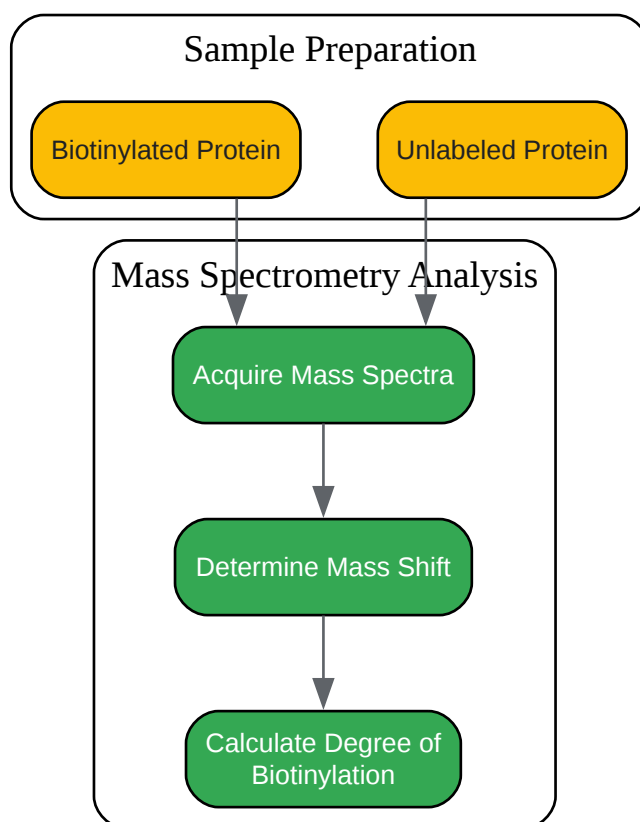 Sample Preparation
Biotinylated Protein
Unlabeled Protein
Mass Spectrometry Analysis
Acquire Mass Spectra
Determine Mass Shift
Calculate Degree of
Biotinylation